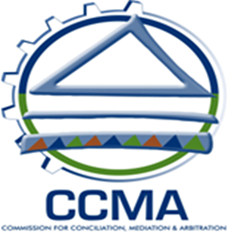 CCMA
COMMISSION FOR CONCILIATION, MEDIATION & ARBITRATION